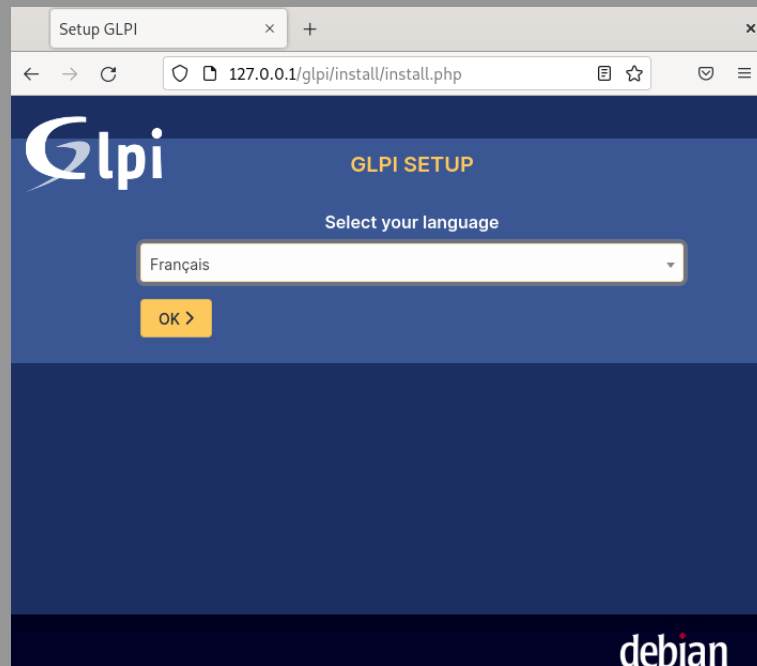 Setup GLPI
127.0.0.1/glpi/install/install.php
Glpi
GLPI SETUP
Select your language
Français
OK
debian